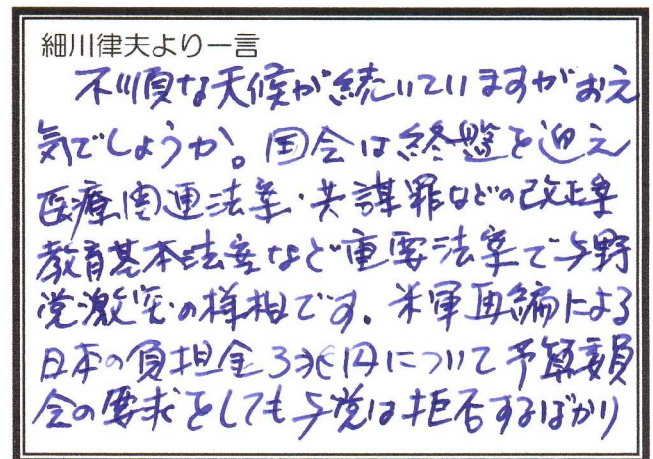 細川律夫より一言
不順な天候が続いていますがお元
気でしょうか。国会は終盤を迎え
医療関連法案・共謀罪などの改正案
教育基本法案など重要法案で与野
党激突の様相です。米軍再編による
日本の負担金3兆円について予算委員
会の要求をしても与党は拒否するばかり